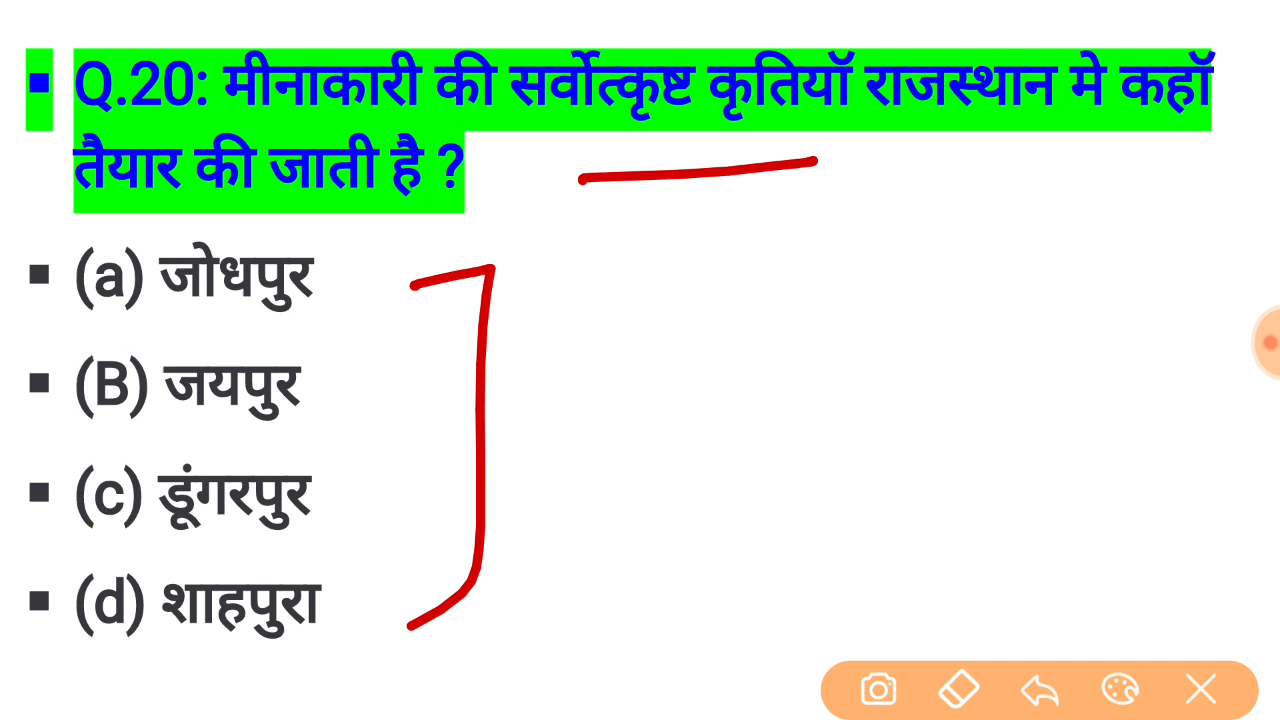 ▪ Q.20: मीनाकारी की सर्वोत्कृष्ट कृतियॉ राजस्थान मे कहॉ
तैयार की जाती है ?
▪ (a) जोधपुर
▪ (B) जयपुर
▪ (c) डूंगरपुर
▪ (d) शाहपुरा